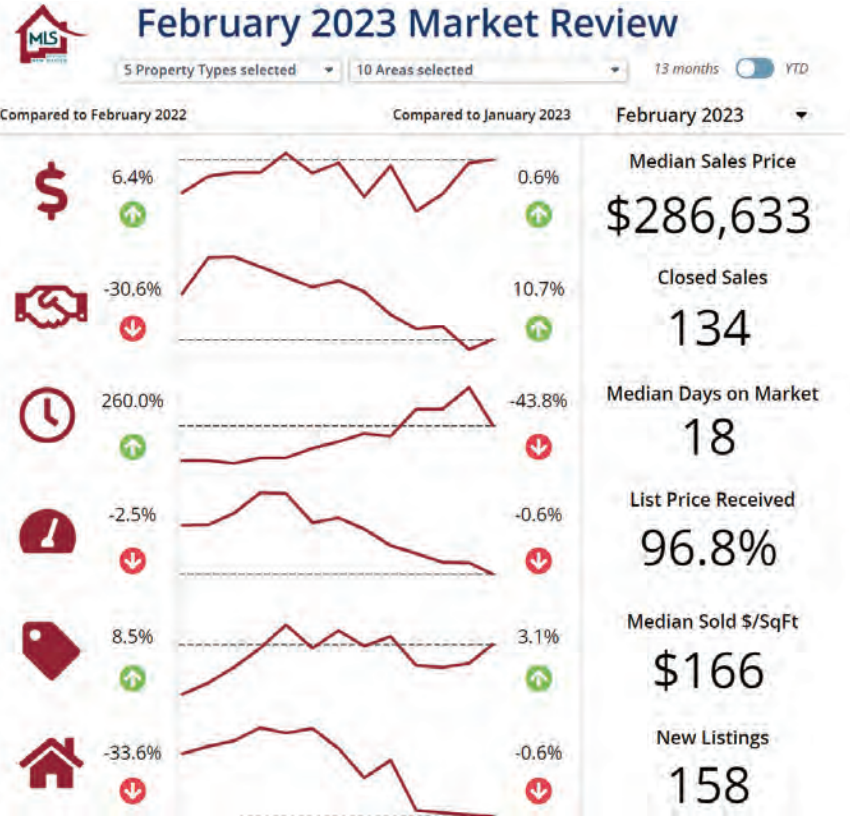 February 2023 Market Review
MLS
5 Property Types selected
10 Areas selected
13 months
YTD
Compared to February 2022
Compared to January 2023
February 2023
6.4%
0.6%
Median Sales Price
$286,633
-30.6%
10.7%
Closed Sales
134
260.0%
-43.8%
Median Days on Market
18
-2.5%
-0.6%
List Price Received
96.8%
8.5%
3.1%
Median Sold $/SqFt
$166
-33.6%
-0.6%
New Listings
158